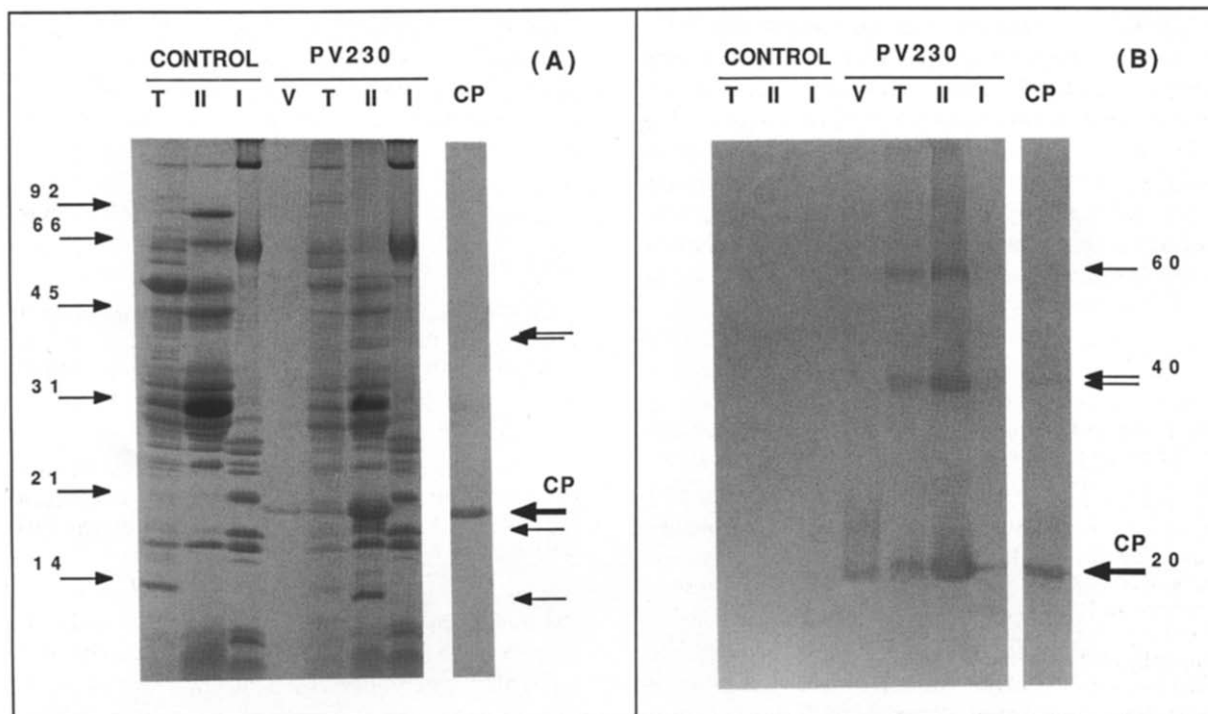 CONTROL PV230 (A)
T II I V T II I CP
92
66
45
31
21
14
CP
CONTROL PV230 (B)
T II I V T II I CP
60
40
CP 20